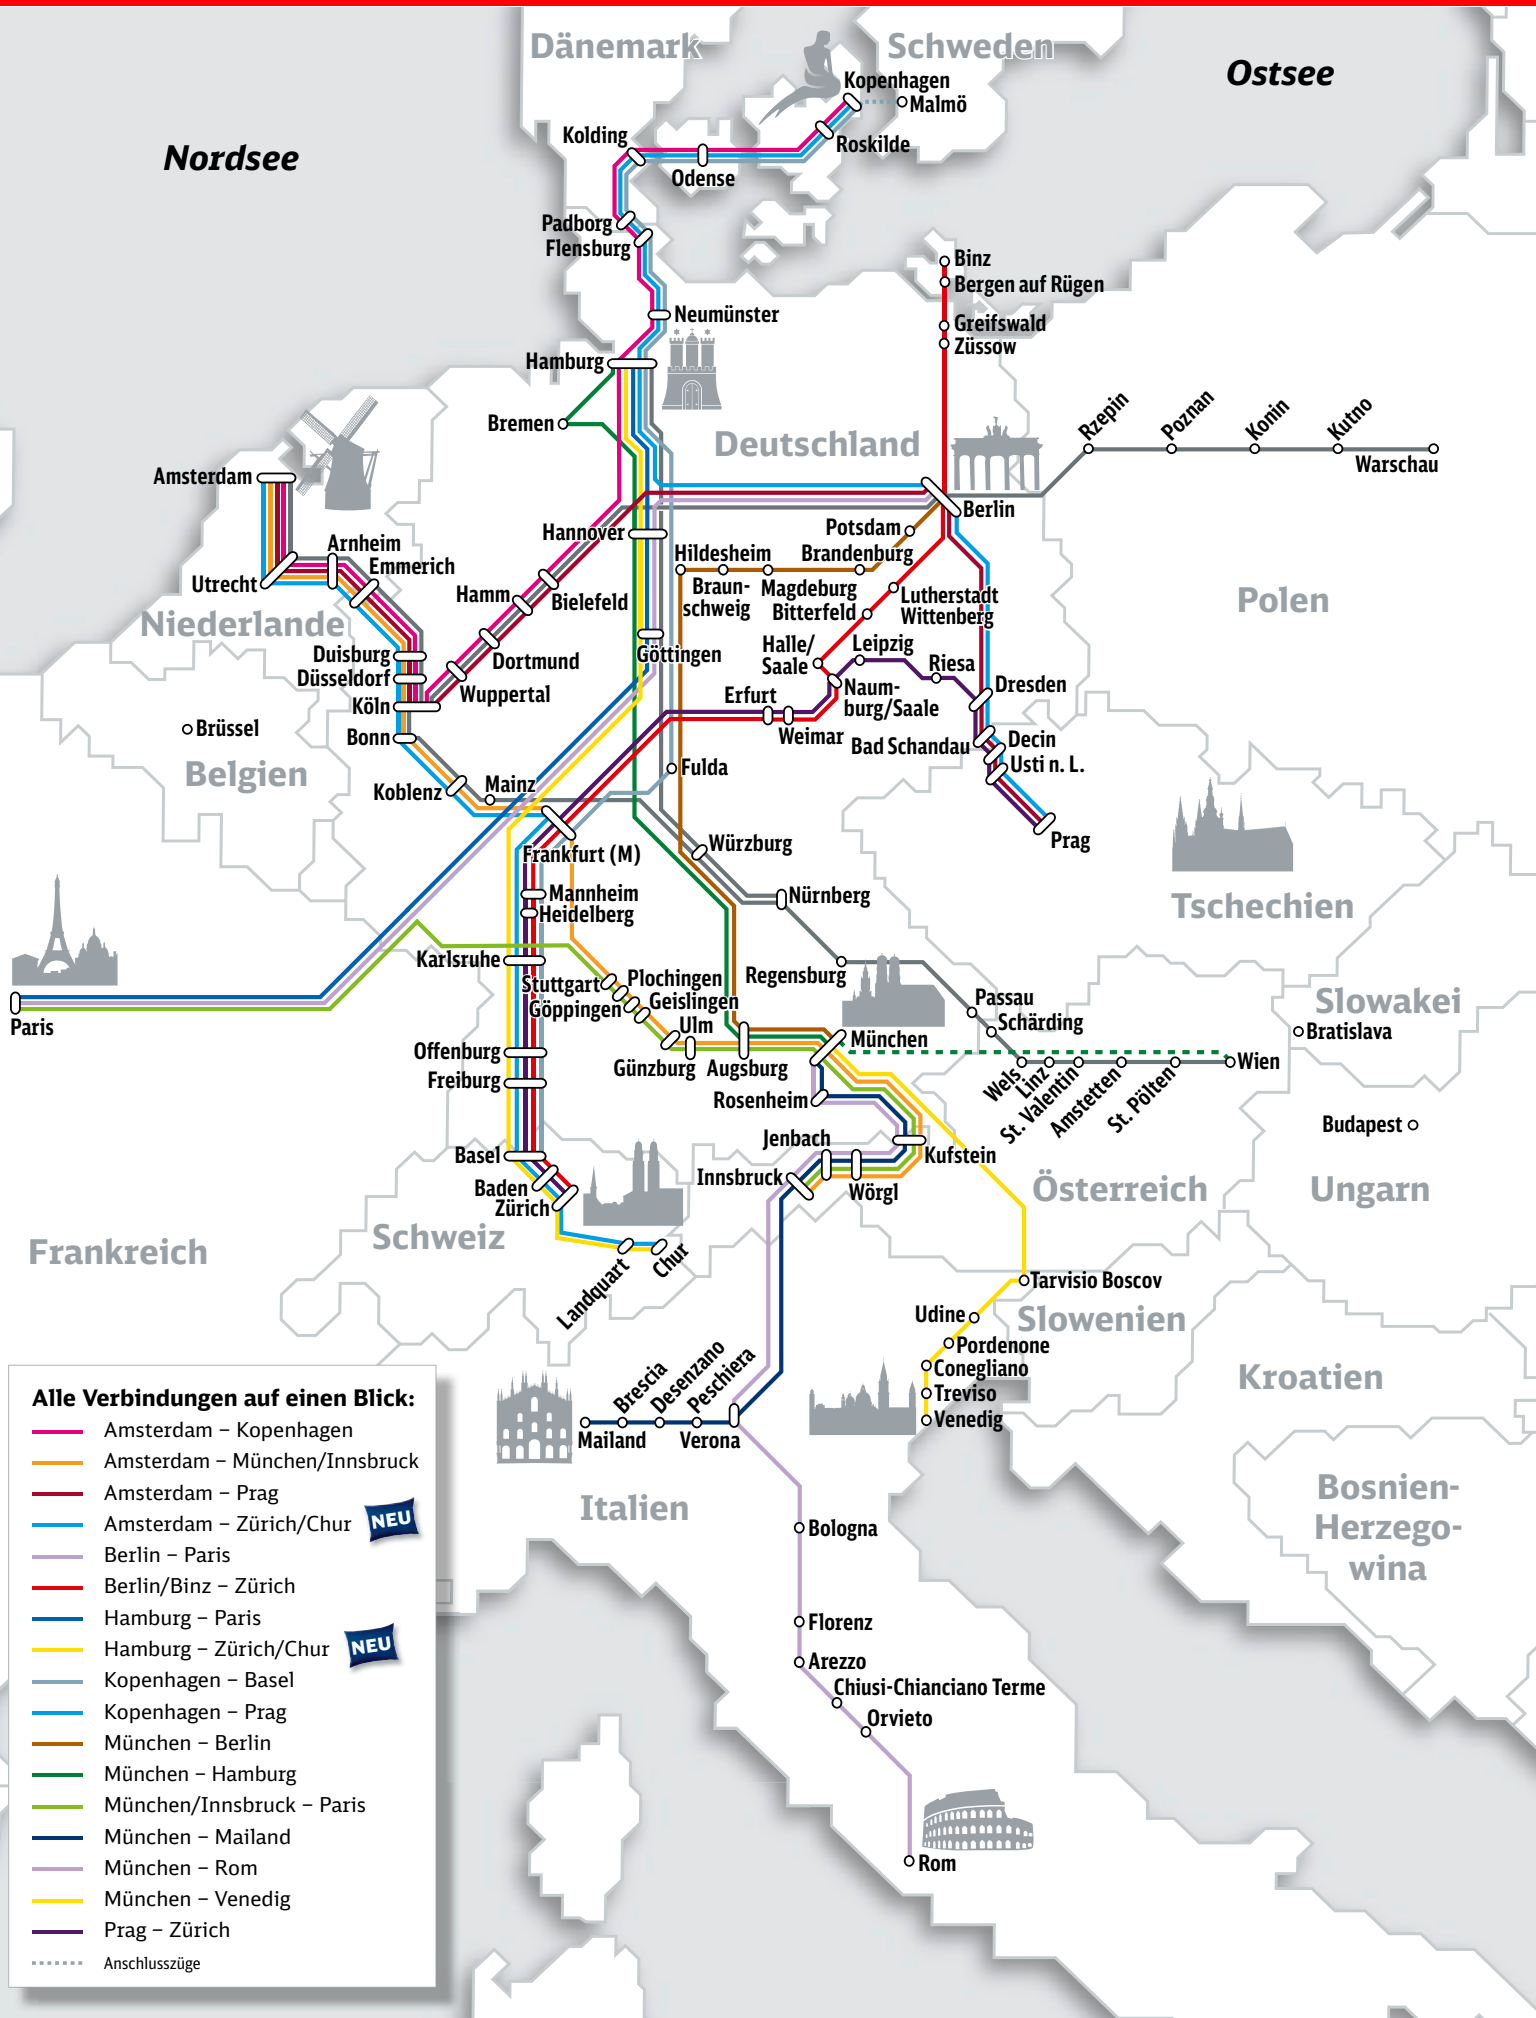 Dänemark
Schweden
Ostsee
Nordsee
Kopenhagen
Malmö
Kolding
Roskilde
Odense
Padborg
Flensburg
Binz
Bergen auf Rügen
Neumünster
Greifswald
Züssow
Hamburg
Bremen
Deutschland
Rzepin
Poznan
Konin
Kutno
Warschau
Amsterdam
Berlin
Potsdam
Hannover
Arnheim
Emmerich
Utrecht
Hildesheim
Brandenburg
Braun-
schweig
Magdeburg
Bitterfeld
Lutherstadt
Wittenberg
Polen
Hamm
Bielefeld
Niederlande
Göttingen
Halle/
Saale
Leipzig
Riesa
Duisburg
Düsseldorf
Dortmund
Wuppertal
Köln
Erfurt
Naum-
burg/Saale
Dresden
Brüssel
Bonn
Weimar
Bad Schandau
Decin
Usti n. L.
Belgien
Fulda
Koblenz
Mainz
Prag
Frankfurt (M)
Würzburg
Mannheim
Heidelberg
Nürnberg
Tschechien
Karlsruhe
Regensburg
Stuttgart
Plochingen
Göppingen
Geislingen
Passau
Schärding
Slowakei
Bratislava
Paris
Ulm
München
Offenburg
Günzburg
Augsburg
Wien
Freiburg
Wels
Linz
St. Valentin
Amstetten
St. Pölten
Rosenheim
Budapest
Jenbach
Basel
Kufstein
Innsbruck
Wörgl
Baden
Zürich
Österreich
Ungarn
Schweiz
Frankreich
Landquart
Chur
Tarvisio Boscov
Udine
Slowenien
Pordenone
Conegliano
Treviso
Venedig
Kroatien
Brescia
Desenzano
Peschiera
Mailand
Verona
Italien
Bosnien-
Herzego-
wina
Bologna
Florenz
Arezzo
Chiusi-Chianciano Terme
Orvieto
Rom
Alle Verbindungen auf einen Blick:
Amsterdam – Kopenhagen
Amsterdam – München/Innsbruck
Amsterdam – Prag
Amsterdam – Zürich/Chur NEU
Berlin – Paris
Berlin/Binz – Zürich
Hamburg – Paris
Hamburg – Zürich/Chur NEU
Kopenhagen – Basel
Kopenhagen – Prag
München – Berlin
München – Hamburg
München/Innsbruck – Paris
München – Mailand
München – Rom
München – Venedig
Prag – Zürich
Anschlusszüge